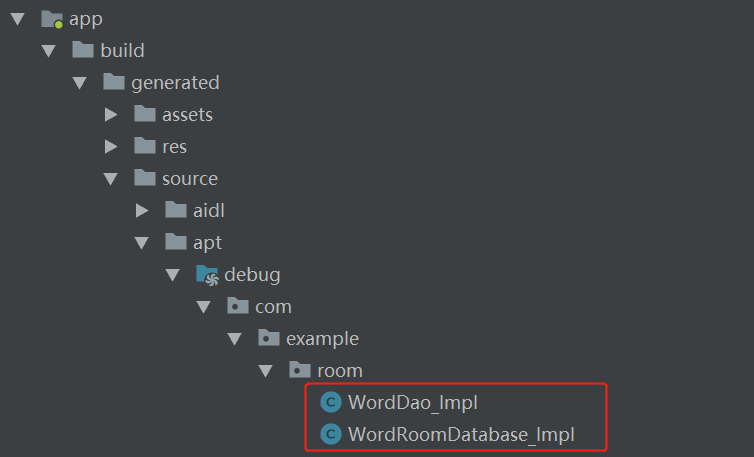 app
build
generated
assets
res
source
aidl
apt
debug
com
example
room
C WordDao_Impl
C WordRoomDatabase_Impl